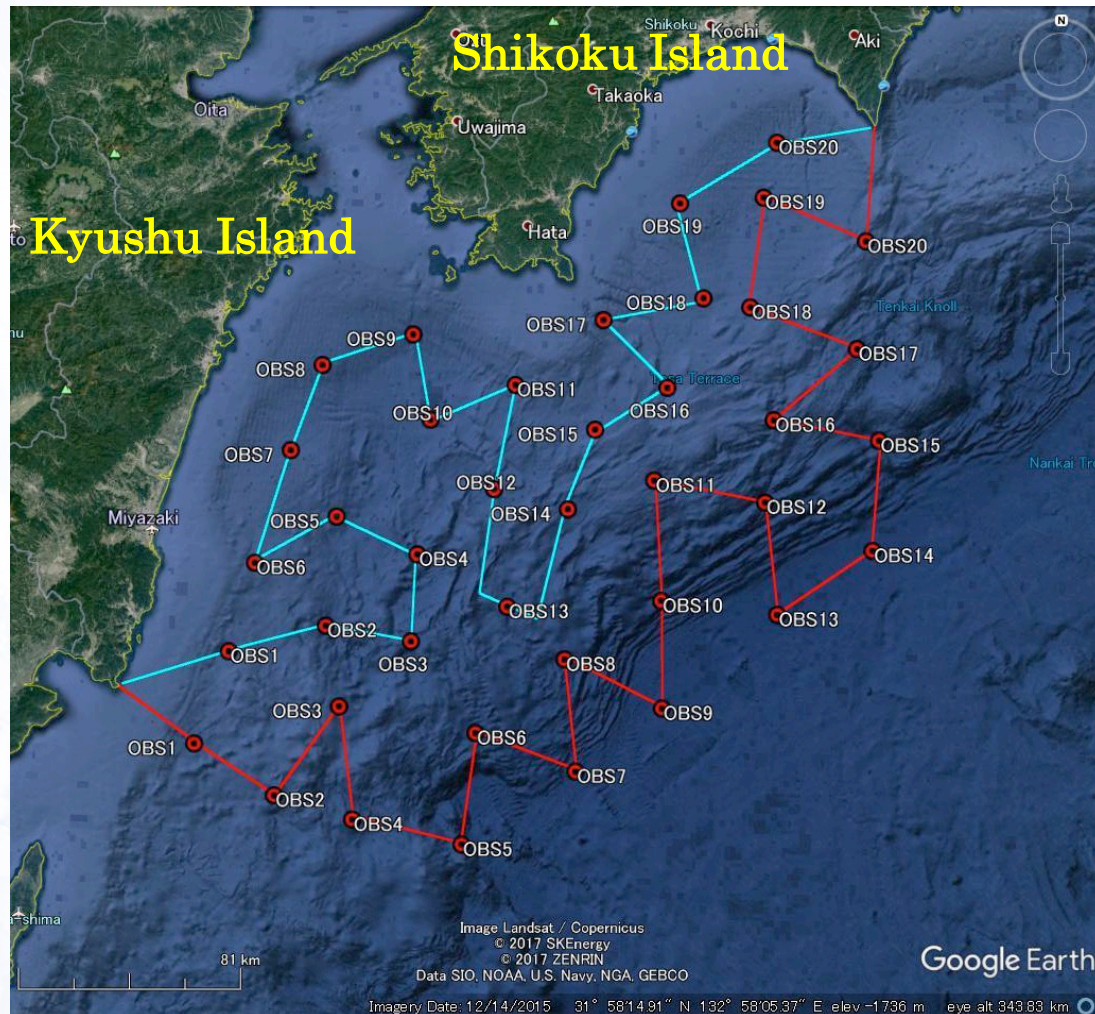 Shikoku
Kochi
Aki
Shikoku Island
Takaoka
Oita
Uwajima
OBS20
OBS19
OBS19
Kyushu Island
Hata
OBS20
OBS18
OBS18
Tenkai Knoll
OBS17
OBS9
OBS17
OBS8
Tosa Terrace
OBS11
OBS10
OBS16
OBS16
OBS15
OBS15
OBS7
Nankai Tr
OBS12
OBS11
OBS12
OBS14
Miyazaki
OBS5
OBS4
OBS14
OBS6
OBS10
OBS13
OBS13
OBS2
OBS1
OBS3
OBS8
OBS3
OBS9
OBS6
OBS1
OBS7
OBS2
OBS4
OBS5
a-shima
Image Landsat / Copernicus
© 2017 SKEnergy
© 2017 ZENRIN
Data SIO, NOAA, U.S. Navy, NGA, GEBCO
81 km
Google Earth
Imagery Date: 12/14/2015 31° 58'14.91" N 132° 58'05.37" E elev -1736 m eye alt 343.83 km
N